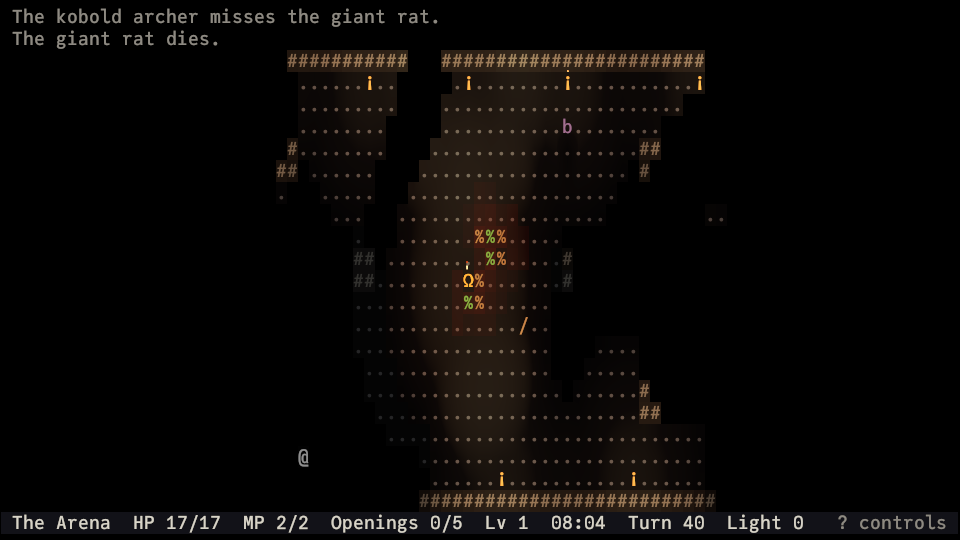 The kobold archer misses the giant rat.
The giant rat dies.
########### ########################
.......¡.. .¡........¡...........¡
......... ......................
........ ..........b.........
#........ ...................##
##....... ....................#
. ..... ...................
... ................... ..
. .......%%%......
## .........%%.....#
## .......Ω%.......#
..........%%......
.............../..
.................. ....
................. .....
................. ......#
........................##
.............................
@ ..........................
......¡...........¡......
###########################
The Arena HP 17/17 MP 2/2 Openings 0/5 Lv 1 08:04 Turn 40 Light 0 ? controls